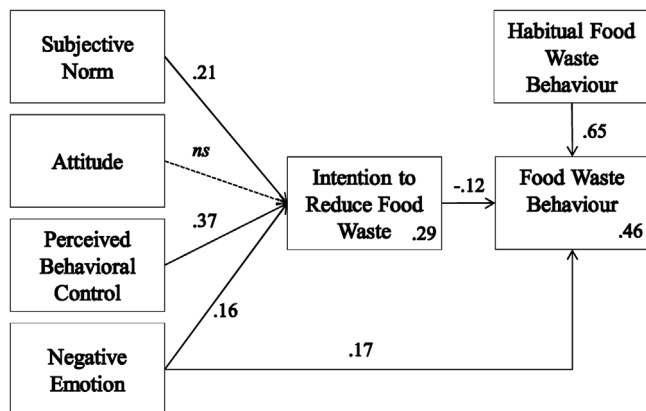 Subjective
Norm
.21
Attitude
ns
Perceived
Behavioral
Control
.37
Negative
Emotion
.16
.17
Intention to
Reduce Food
Waste
.29
-.12
Habitual Food
Waste
Behaviour
.65
Food Waste
Behaviour
.46